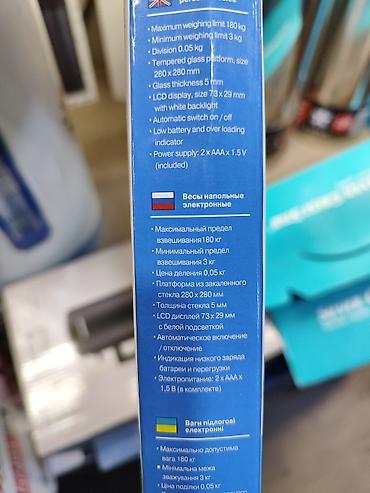 • Maximum weighing limit 180 kg
• Minimum weighing limit 3 kg
• Division 0.05 kg
• Tempered glass platform, size
280 x 280 mm
• Glass thickness 5 mm
• LCD display, size 73 x 29 mm
with white backlight
• Automatic switch on / off
• Low battery and over loading
indicator
• Power supply: 2 x AAA x 1.5 V
(included)
Весы напольные
электронные
• Максимальный предел
взвешивания 180 кг
• Минимальный предел
взвешивания 3 кг
• Цена деления 0,05 кг
• Платформа из закаленного
стекла 280 x 280 мм
• Толщина стекла 5 мм
• LCD дисплей 73 x 29 мм
с белой подсветкой
• Автоматическое включение
/ отключение
• Индикация низкого заряда
батареи и перегрузки
• Электропитание: 2 x AAA x
1,5 В (в комплекте)
Ваги підлогові
електронні
• Максимально допустима
вага 180 кг
• Мінімальна межа
зважування 3 кг
• Ціна поділки 0,05 кг